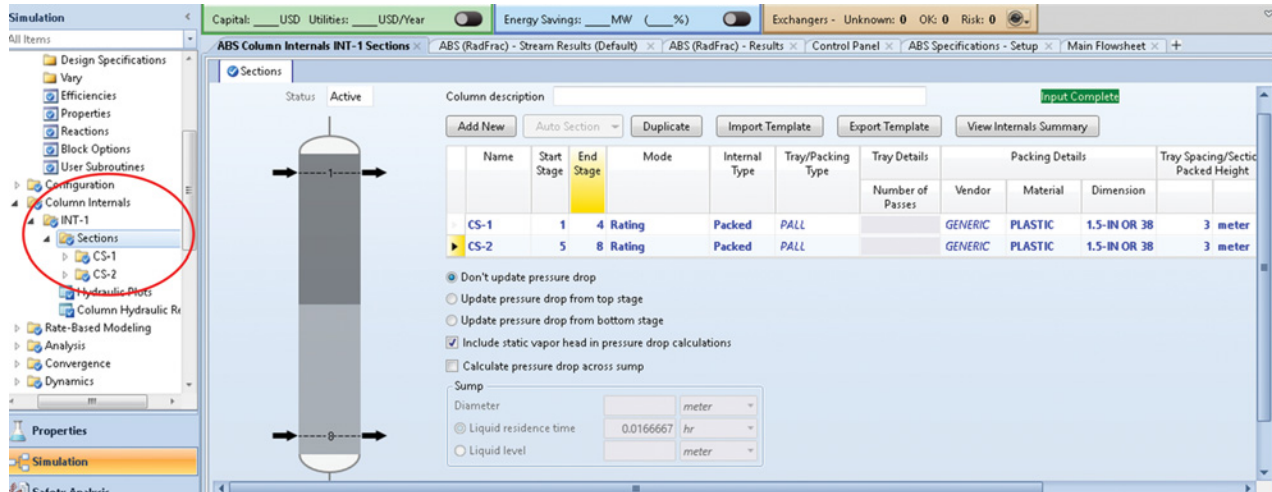 Simulation
All Items
Design Specifications
Vary
Efficiencies
Properties
Reactions
Block Options
User Subroutines
Configuration
Column Internals
INT-1
Sections
CS-1
CS-2
Hydraulic Plots
Column Hydraulic Re
Rate-Based Modeling
Analysis
Convergence
Dynamics
Properties
Simulation
Safety Analysis
Capital: ____USD Utilities: ____USD/Year
Energy Savings: ____MW (____%)
Exchangers - Unknown: 0 OK: 0 Risk: 0
ABS Column Internals INT-1 Sections
ABS (RadFrac) - Stream Results (Default)
ABS (RadFrac) - Results
Control Panel
ABS Specifications - Setup
Main Flowsheet
Sections
Status Active
1
8
Column description
Input Complete
Add New Auto Section Duplicate Import Template Export Template View Internals Summary
Name Start Stage End Stage Mode Internal Type Tray/Packing Type Tray Details Packing Details Tray Spacing/Sectic Packed Height
Number of Passes Vendor Material Dimension
CS-1 1 4 Rating Packed PALL GENERIC PLASTIC 1.5-IN OR 38 3 meter
CS-2 5 8 Rating Packed PALL GENERIC PLASTIC 1.5-IN OR 38 3 meter
Don't update pressure drop
Update pressure drop from top stage
Update pressure drop from bottom stage
Include static vapor head in pressure drop calculations
Calculate pressure drop across sump
Sump
Diameter meter
Liquid residence time 0.0166667 hr
Liquid level meter